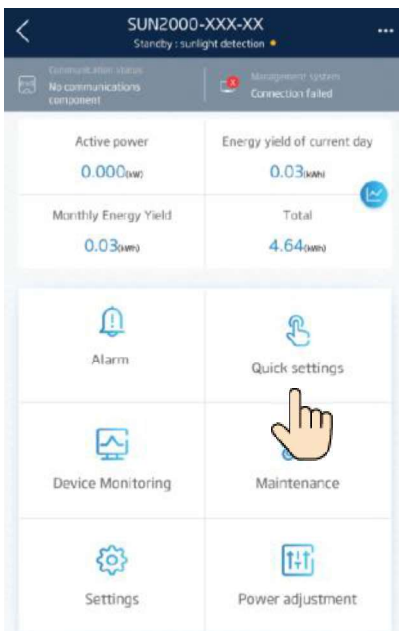 SUN2000-XXX-XX
Standby : sunlight detection
Communication status
No communications
component
Management system
Connection failed
Active power
0.000(kW)
Energy yield of current day
0.03(kWh)
Monthly Energy Yield
0.03(kWh)
Total
4.64(kWh)
Alarm
Quick settings
Device Monitoring
Maintenance
Settings
Power adjustment